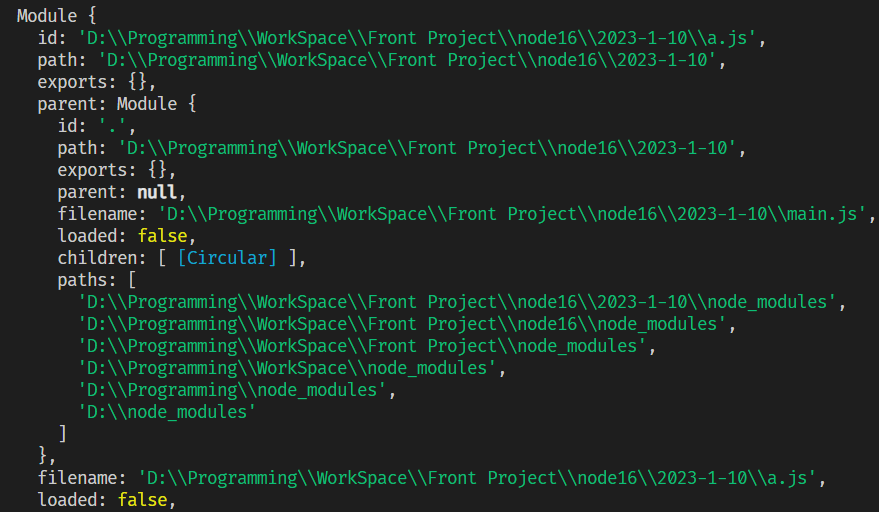 Module {
  id: 'D:\\Programming\\WorkSpace\\Front Project\\node16\\2023-1-10\\a.js',
  path: 'D:\\Programming\\WorkSpace\\Front Project\\node16\\2023-1-10',
  exports: {},
  parent: Module {
    id: '.',
    path: 'D:\\Programming\\WorkSpace\\Front Project\\node16\\2023-1-10',
    exports: {},
    parent: null,
    filename: 'D:\\Programming\\WorkSpace\\Front Project\\node16\\2023-1-10\\main.js',
    loaded: false,
    children: [ [Circular] ],
    paths: [
      'D:\\Programming\\WorkSpace\\Front Project\\node16\\2023-1-10\\node_modules',
      'D:\\Programming\\WorkSpace\\Front Project\\node16\\node_modules',
      'D:\\Programming\\WorkSpace\\Front Project\\node_modules',
      'D:\\Programming\\WorkSpace\\node_modules',
      'D:\\Programming\\node_modules',
      'D:\\node_modules'
    ]
  },
  filename: 'D:\\Programming\\WorkSpace\\Front Project\\node16\\2023-1-10\\a.js',
  loaded: false,